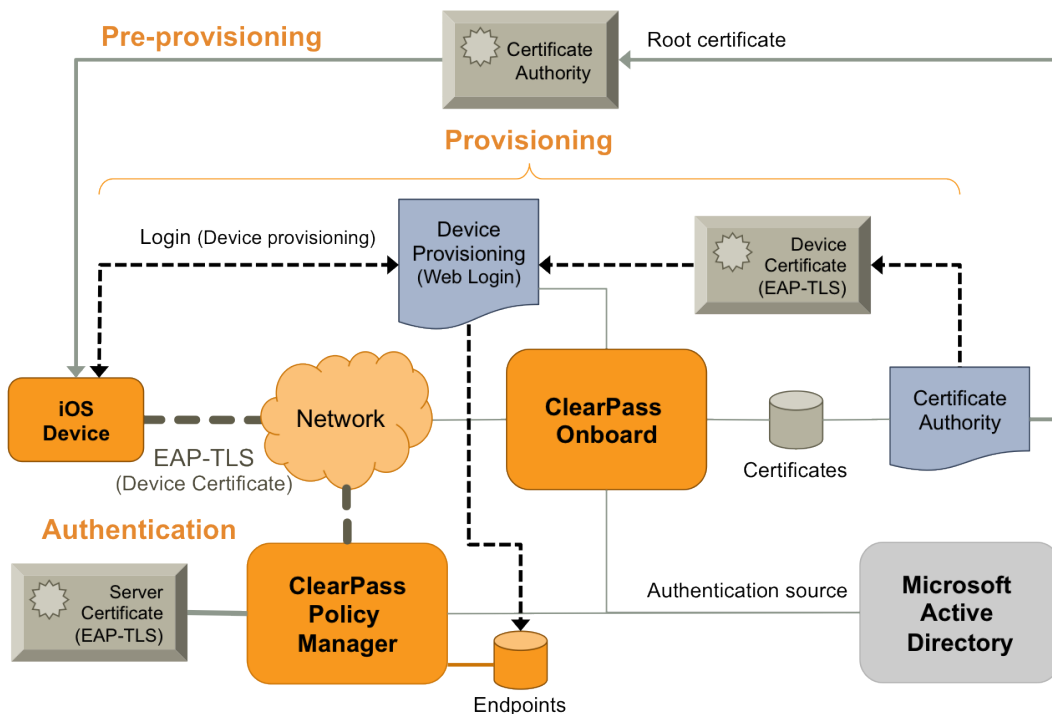 Pre-provisioning
Certificate
Authority
Root certificate
Provisioning
Login (Device provisioning)
Device
Provisioning
(Web Login)
Device
Certificate
(EAP-TLS)
iOS
Device
Network
ClearPass
Onboard
Certificates
Certificate
Authority
EAP-TLS
(Device Certificate)
Authentication
Server
Certificate
(EAP-TLS)
ClearPass
Policy
Manager
Authentication source
Microsoft
Active
Directory
Endpoints